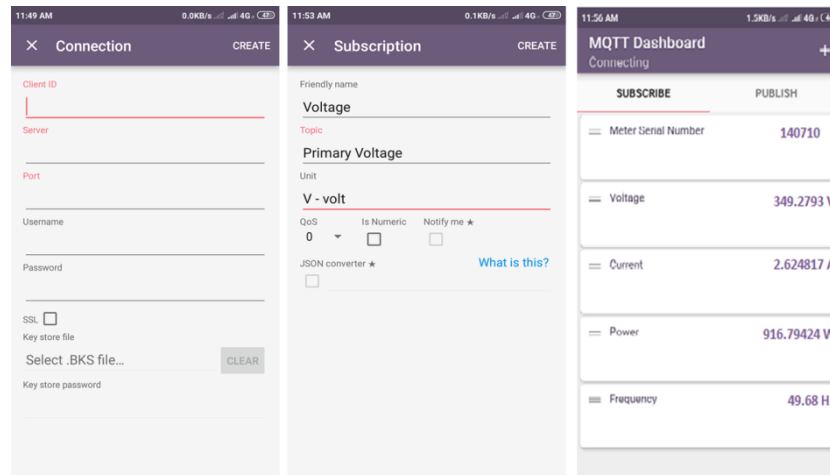 11:49 AM 0.0KB/s 4G 42
Connection CREATE
Client ID
Server
Port
Username
Password
SSL
Key store file
Select .BKS file... CLEAR
Key store password
11:53 AM 0.1KB/s 4G 42
Subscription CREATE
Friendly name
Voltage
Topic
Primary Voltage
Unit
V - volt
QoS Is Numeric Notify me ★
0
JSON converter ★ What is this?
11:56 AM 1.5KB/s 4G
MQTT Dashboard +
Connecting
SUBSCRIBE PUBLISH
Meter Serial Number 140710
Voltage 349.2793 V
Current 2.624817 A
Power 916.79424
Frequency 49.68 H